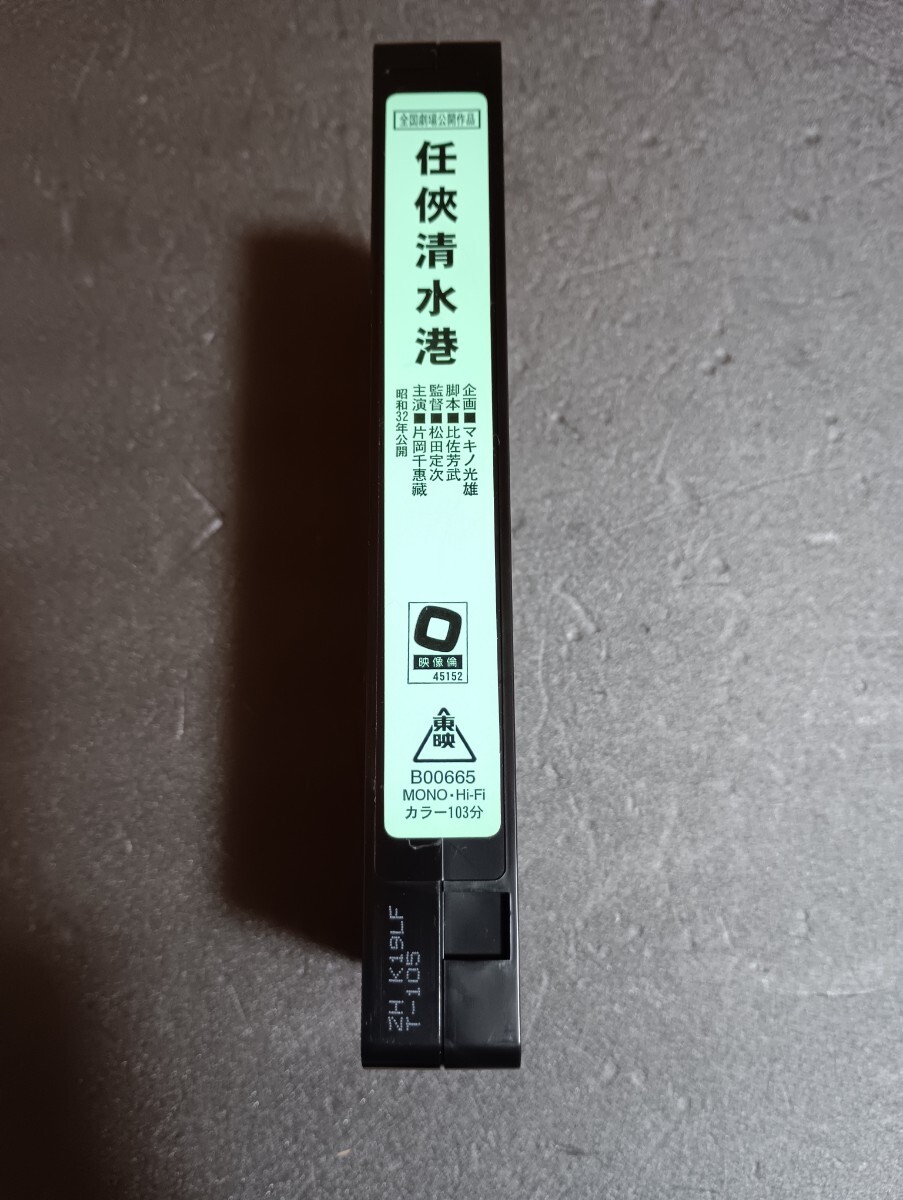 全国劇場公開作品
任俠清水港
企画■マキノ光雄
脚本■比佐芳武
監督■松田定次
主演■片岡千惠藏
昭和32年公開
映像倫
45152
東映
B00665
MONO・Hi-Fi
カラー103分
ZH K19LF
T-105